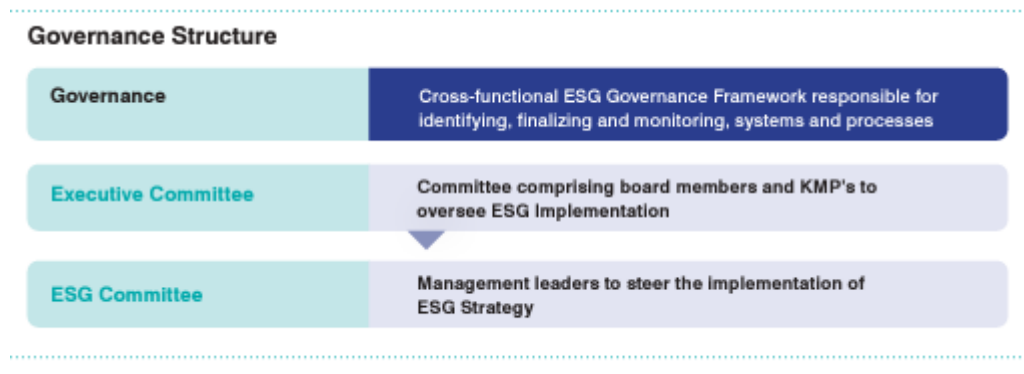 Governance Structure
Governance
Cross-functional ESG Governance Framework responsible for
identifying, finalizing and monitoring, systems and processes
Executive Committee
Committee comprising board members and KMP's to
oversee ESG Implementation
ESG Committee
Management leaders to steer the implementation of
ESG Strategy